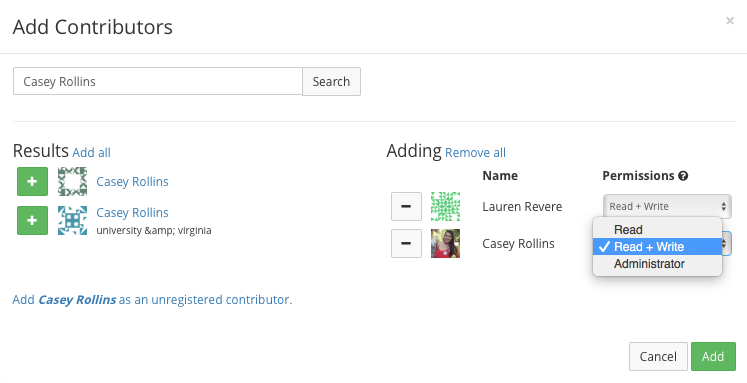 Add Contributors
×
Casey Rollins Search
Results Add all
Casey Rollins
Casey Rollins
university &amp; virginia
Add Casey Rollins as an unregistered contributor.
Adding Remove all
Name Permissions ?
Lauren Revere Read + Write
Casey Rollins
Read
✓ Read + Write
Administrator
Cancel Add